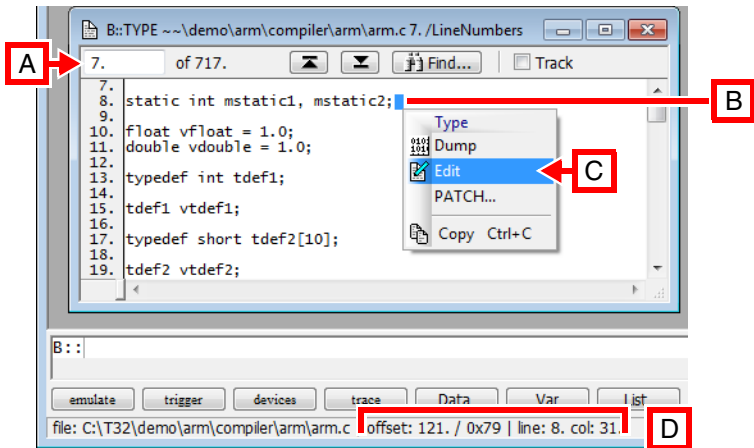 B::TYPE ~~\demo\arm\compiler\arm\arm.c 7. /LineNumbers
A
7. of 717. Find... Track
7.
8. static int mstatic1, mstatic2;
B
9.
10. float vfloat = 1.0;
11. double vdouble = 1.0;
12.
13. typedef int tdef1;
14.
15. tdef1 vtdef1;
16.
17. typedef short tdef2[10];
18.
19. tdef2 vtdef2;
Type
Dump
Edit
C
PATCH...
Copy Ctrl+C
B::
emulate trigger devices trace Data Var List
file: C:\T32\demo\arm\compiler\arm\arm.c offset: 121. / 0x79 | line: 8. col: 31.
D